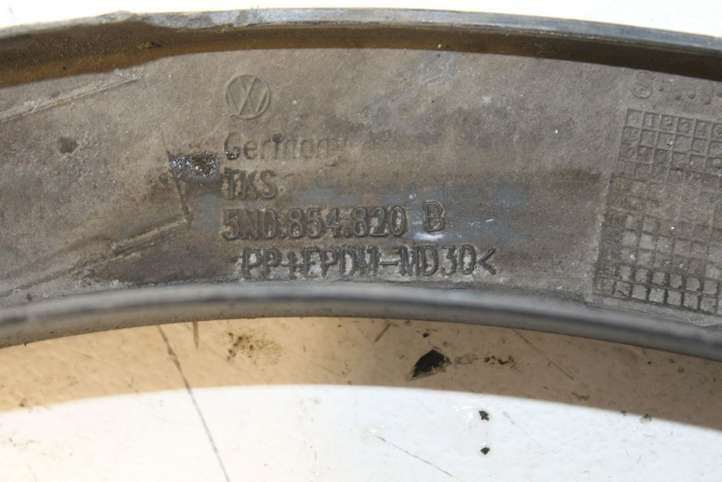 Germany
TKS
5N0.854.820 B
PP+EPDM-MD30<